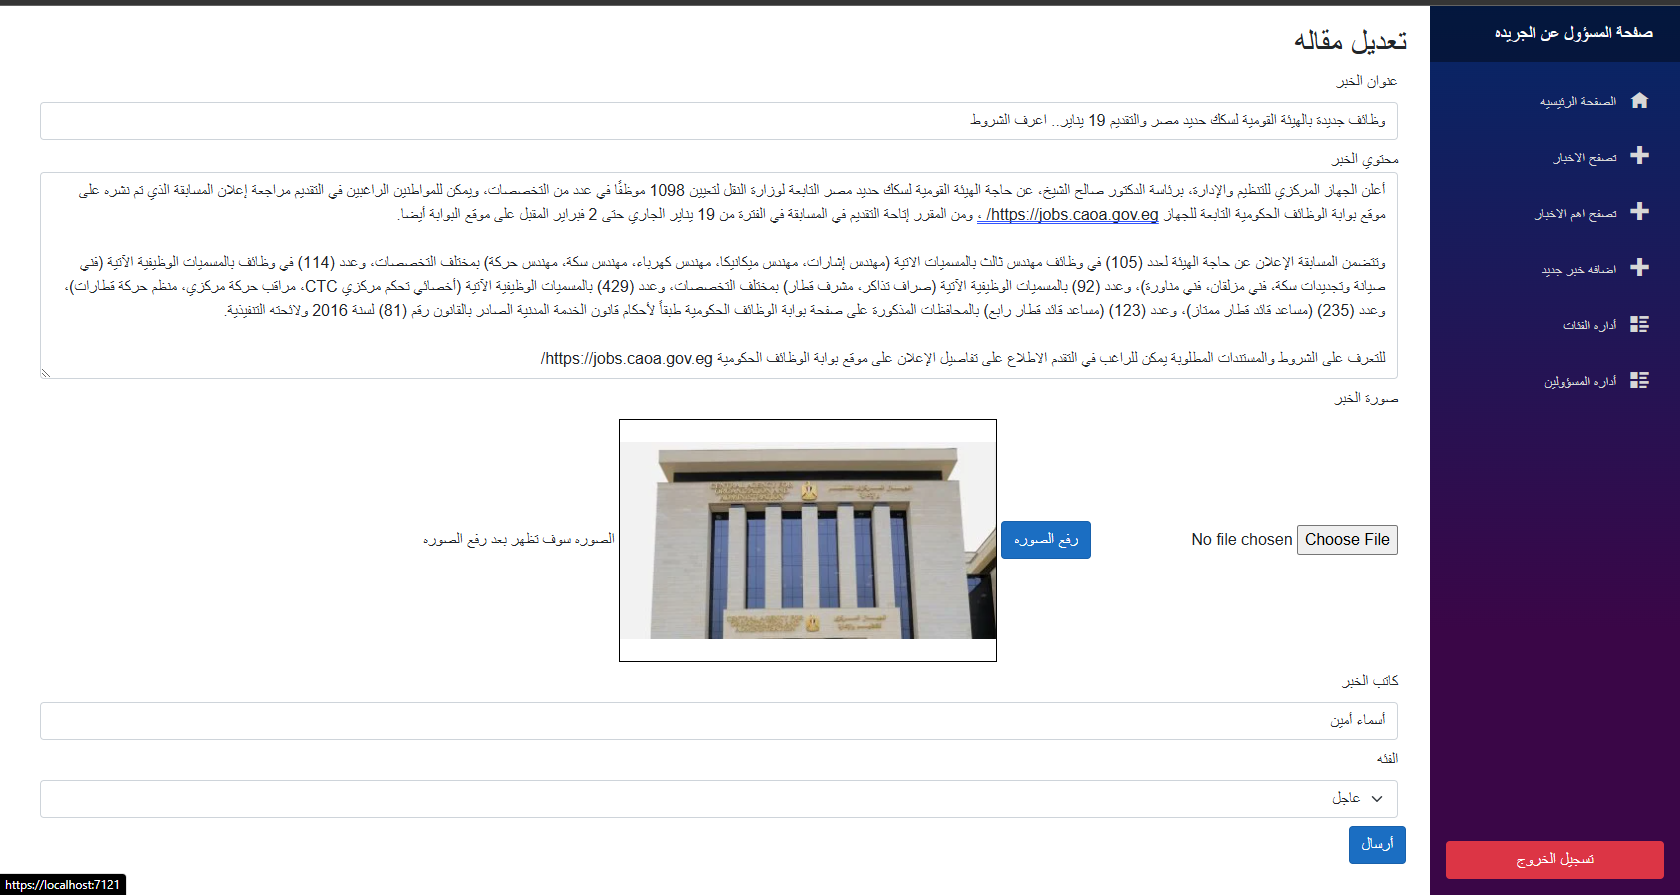 صفحة المسؤول عن الجريده
الصفحة الرئيسيه
تصفح الاخبار
تصفح اهم الاخبار
اضافه خبر جديد
أداره الفئات
أداره المسؤولين
تسجيل الخروج
تعديل مقاله
عنوان الخبر
وظائف جديدة بالهيئة القومية لسكك حديد مصر والتقديم 19 يناير.. اعرف الشروط
محتوي الخبر
أعلن الجهاز المركزي للتنظيم والإدارة، برئاسة الدكتور صالح الشيخ، عن حاجة الهيئة القومية لسكك حديد مصر التابعة لوزارة النقل لتعيين 1098 موظفًا في عدد من التخصصات، ويمكن للمواطنين الراغبين في التقديم مراجعة إعلان المسابقة الذي تم نشره على
موقع بوابة الوظائف الحكومية التابعة للجهاز https://jobs.caoa.gov.eg/ ، ومن المقرر إتاحة التقديم في المسابقة في الفترة من 19 يناير الجاري حتى 2 فبراير المقبل على موقع البوابة أيضا.
وتتضمن المسابقة الإعلان عن حاجة الهيئة لعدد (105) في وظائف مهندس ثالث بالمسميات الاتية (مهندس إشارات، مهندس ميكانيكا، مهندس كهرباء، مهندس سكة، مهندس حركة) بمختلف التخصصات، وعدد (114) في وظائف بالمسميات الوظيفية الآتية (فني
صيانة وتجديدات سكة، فني مزلقان، فني مناورة)، وعدد (92) بالمسميات الوظيفية الآتية (صراف تذاكر، مشرف قطار) بمختلف التخصصات، وعدد (429) بالمسميات الوظيفية الآتية (أخصائي تحكم مركزي CTC، مراقب حركة مركزي، منظم حركة قطارات)،
وعدد (235) (مساعد قائد قطار ممتاز)، وعدد (123) (مساعد قائد قطار رابع) بالمحافظات المذكورة على صفحة بوابة الوظائف الحكومية طبقاً لأحكام قانون الخدمة المدنية الصادر بالقانون رقم (81) لسنة 2016 ولائحته التنفيذية.
للتعرف على الشروط والمستندات المطلوبة يمكن للراغب في التقدم الاطلاع على تفاصيل الإعلان على موقع بوابة الوظائف الحكومية https://jobs.caoa.gov.eg/
صورة الخبر
Choose File No file chosen
رفع الصوره
الصوره سوف تظهر بعد رفع الصوره
كاتب الخبر
أسماء أمين
الفئه
عاجل
أرسال
https://localhost:7121